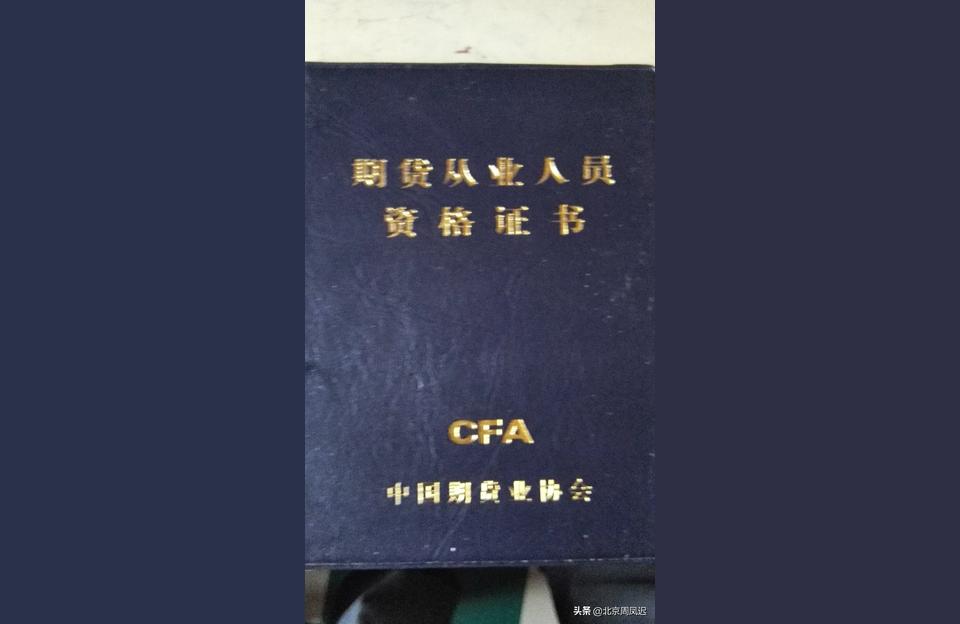 期货从业人员
资格证书
CFA
中国期货业协会
头条 @北京周凤迟